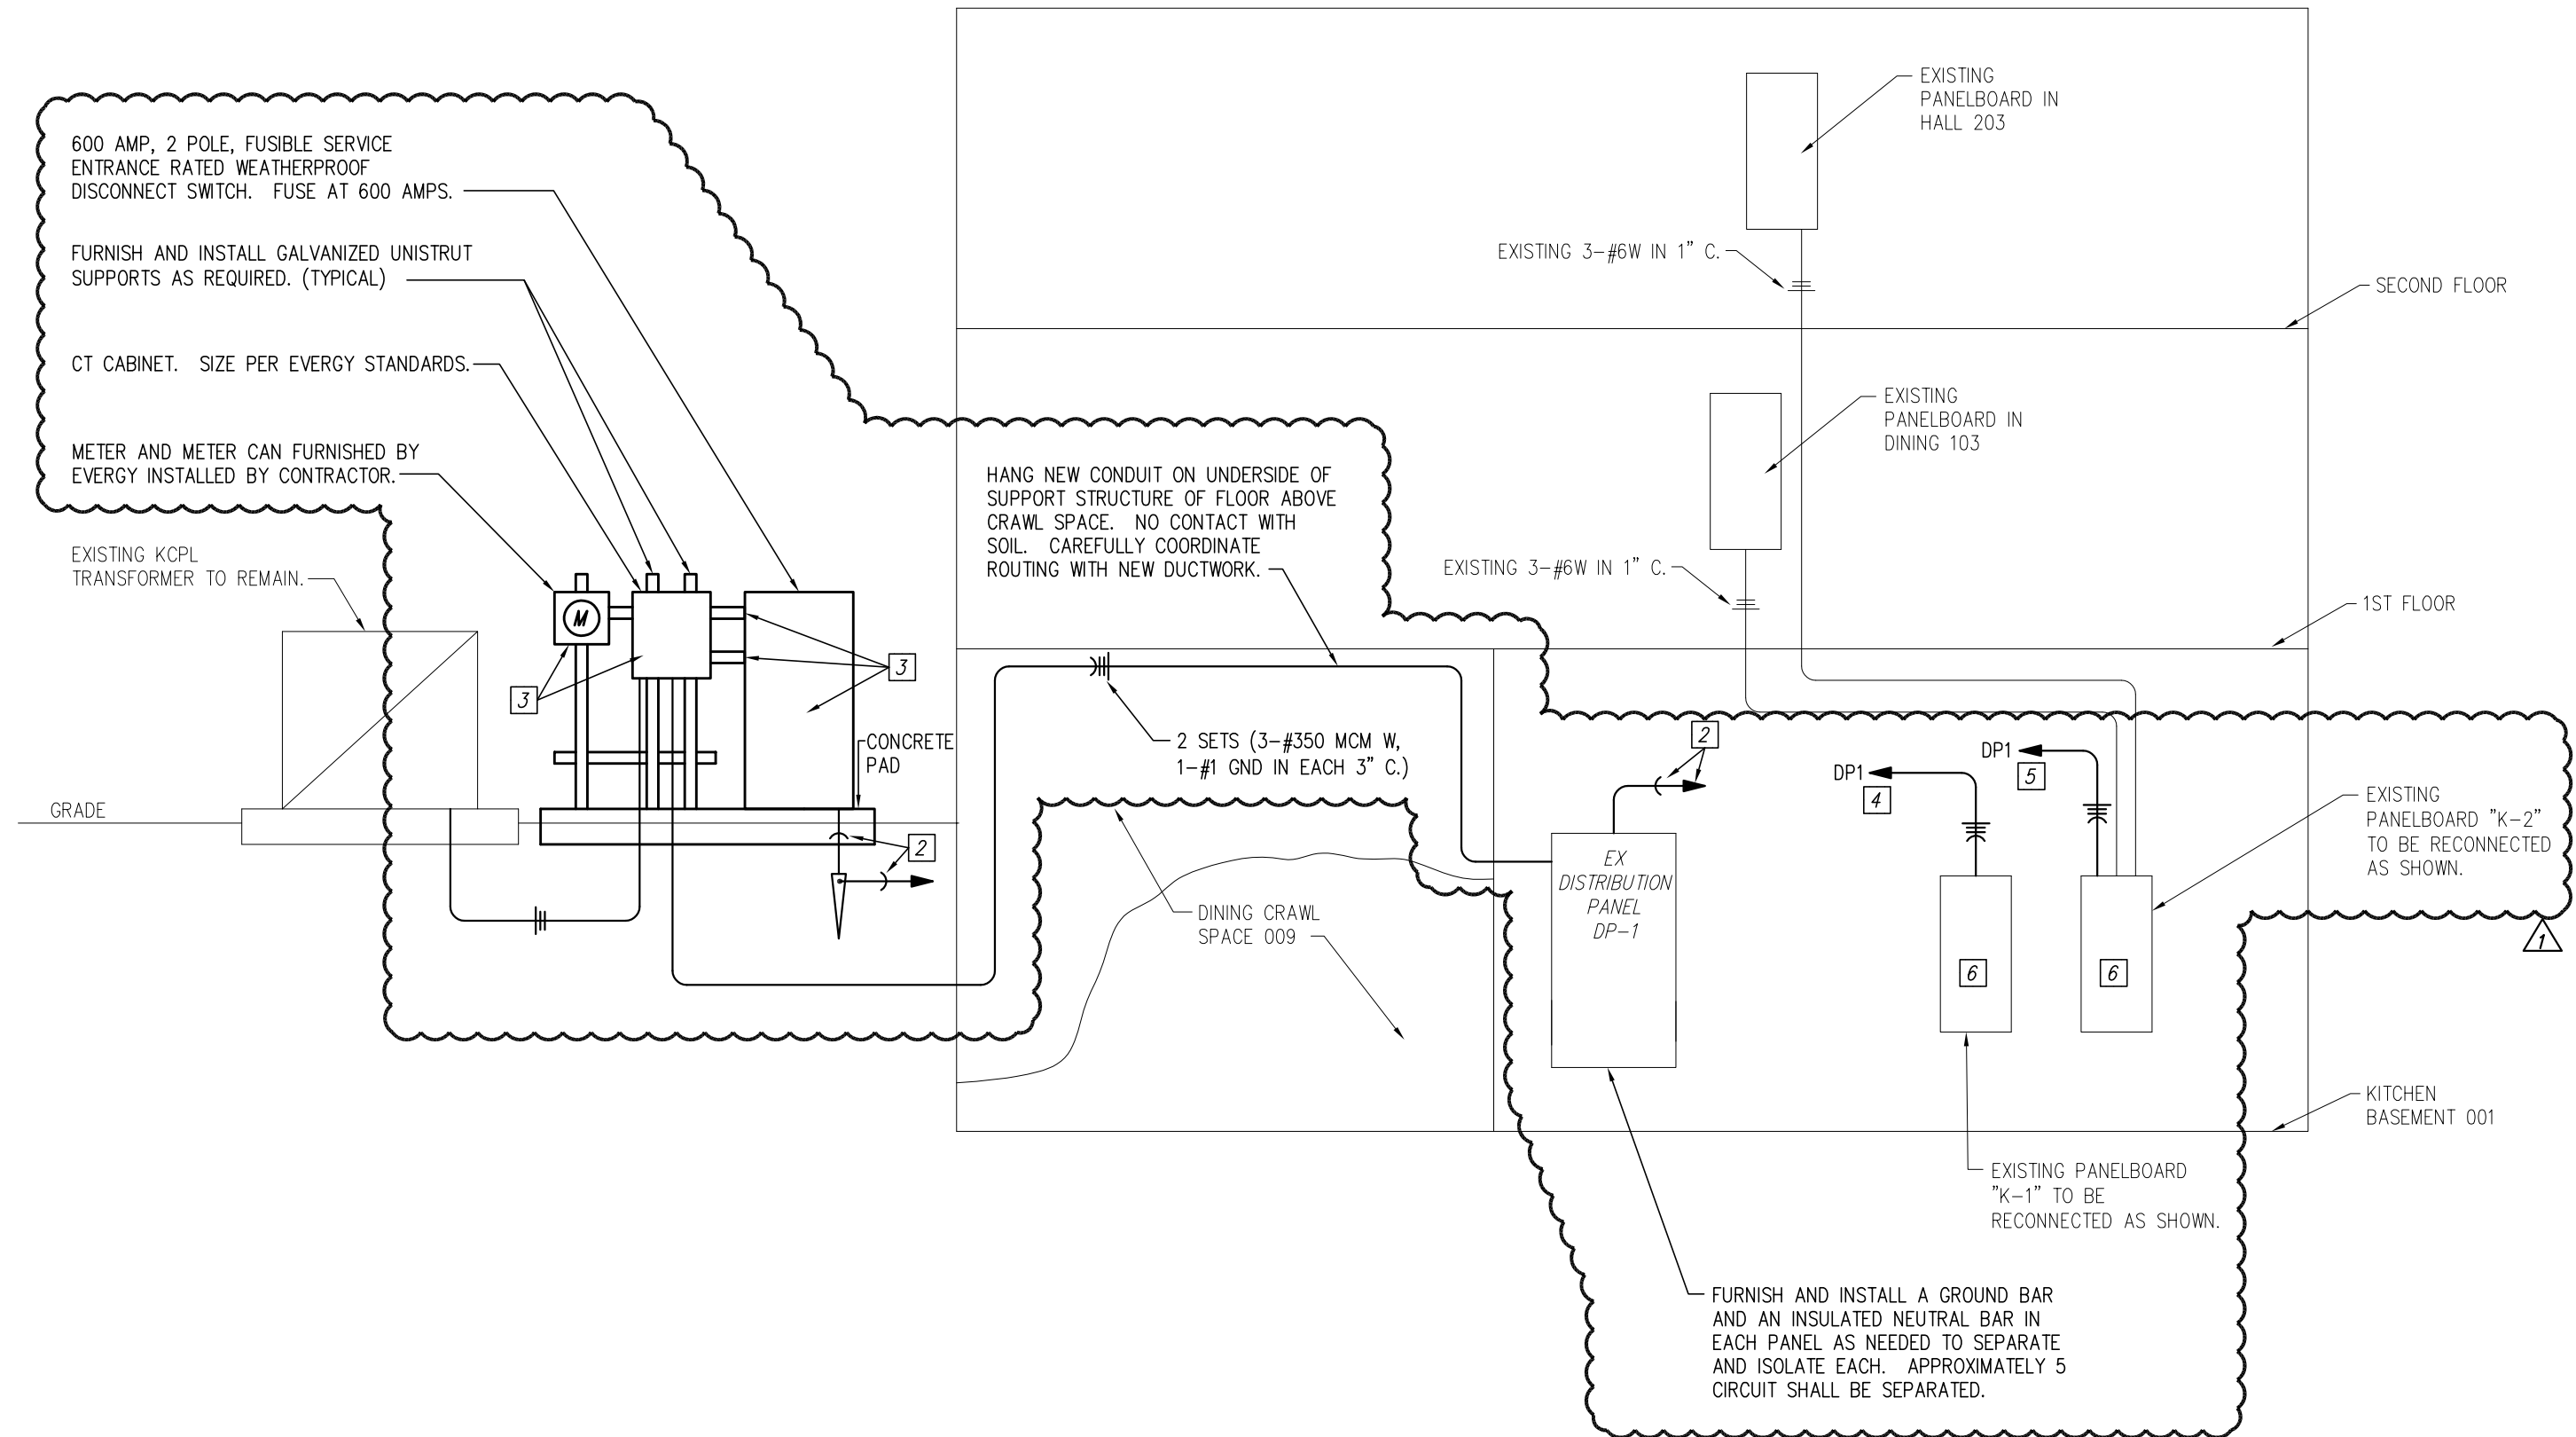 600 AMP, 2 POLE, FUSIBLE SERVICE
ENTRANCE RATED WEATHERPROOF
DISCONNECT SWITCH. FUSE AT 600 AMPS.
FURNISH AND INSTALL GALVANIZED UNISTRUT
SUPPORTS AS REQUIRED. (TYPICAL)
CT CABINET. SIZE PER EVERGY STANDARDS.
METER AND METER CAN FURNISHED BY
EVERGY INSTALLED BY CONTRACTOR.
EXISTING KCPL
TRANSFORMER TO REMAIN.
M
3
3
CONCRETE
PAD
GRADE
2
HANG NEW CONDUIT ON UNDERSIDE OF
SUPPORT STRUCTURE OF FLOOR ABOVE
CRAWL SPACE. NO CONTACT WITH
SOIL. CAREFULLY COORDINATE
ROUTING WITH NEW DUCTWORK.
2 SETS (3-#350 MCM W,
1-#1 GND IN EACH 3" C.)
DINING CRAWL
SPACE 009
EXISTING
PANELBOARD IN
HALL 203
EXISTING 3-#6W IN 1" C.
SECOND FLOOR
EXISTING
PANELBOARD IN
DINING 103
EXISTING 3-#6W IN 1" C.
1ST FLOOR
2
DP1
4
DP1
5
EX
DISTRIBUTION
PANEL
DP-1
6
6
EXISTING
PANELBOARD "K-2"
TO BE RECONNECTED
AS SHOWN.
1
KITCHEN
BASEMENT 001
EXISTING PANELBOARD
"K-1" TO BE
RECONNECTED AS SHOWN.
FURNISH AND INSTALL A GROUND BAR
AND AN INSULATED NEUTRAL BAR IN
EACH PANEL AS NEEDED TO SEPARATE
AND ISOLATE EACH. APPROXIMATELY 5
CIRCUIT SHALL BE SEPARATED.